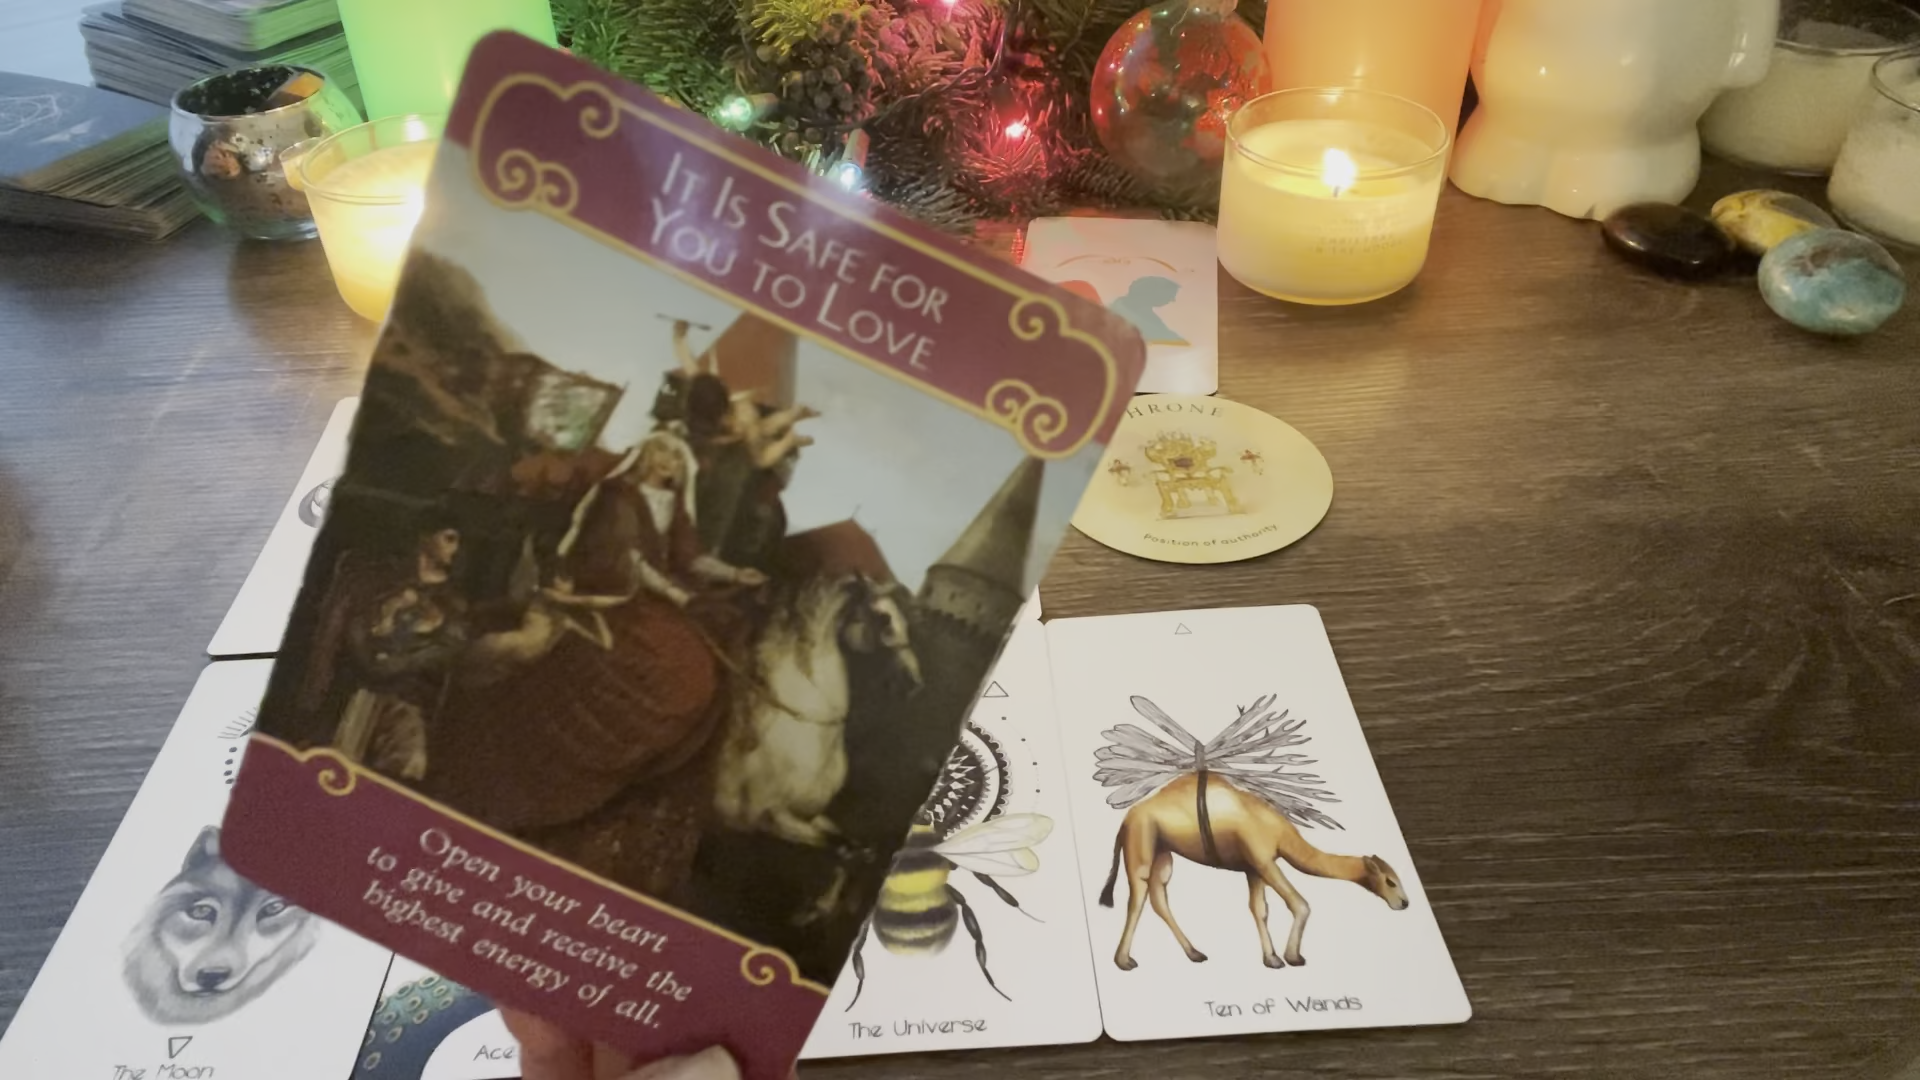 It Is Safe for
You to Love
Open your heart
to give and receive the
highest energy of all.
HRONE
Position of authority
The Moon
Ace
The Universe
Ten of Wands